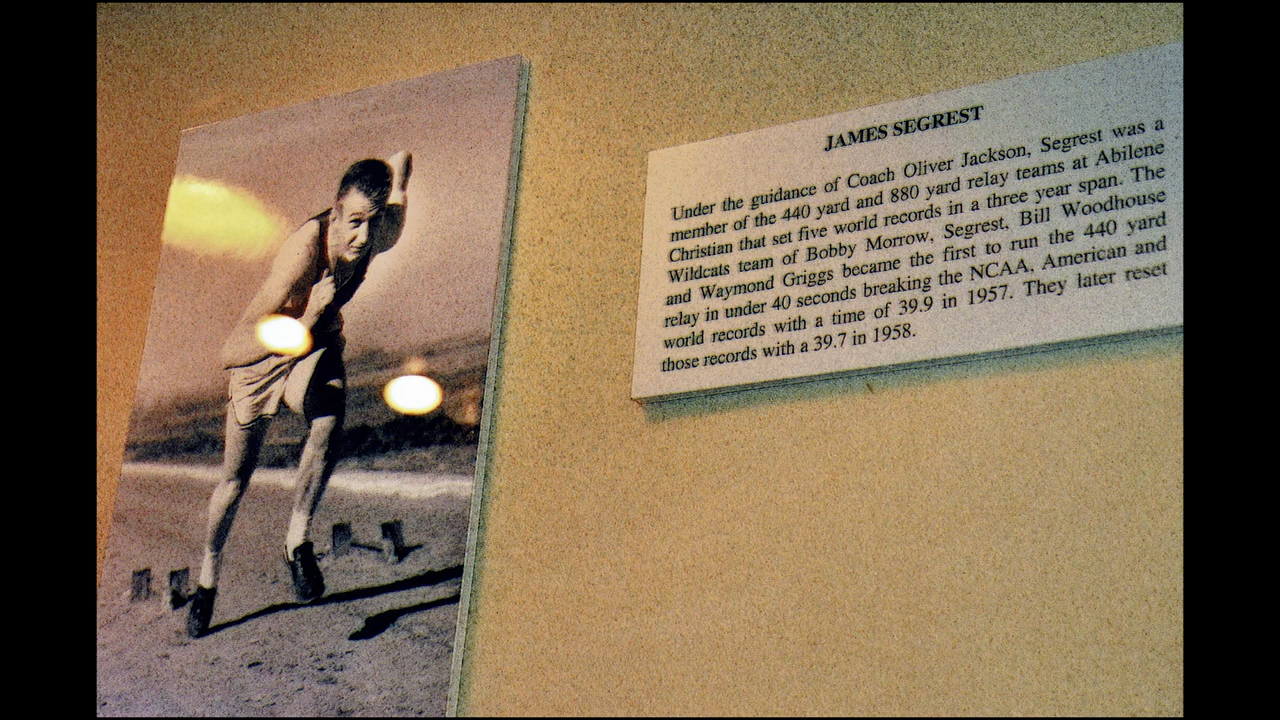 JAMES SEGREST
Under the guidance of Coach Oliver Jackson, Segrest was a
member of the 440 yard and 880 yard relay teams at Abilene
Christian that set five world records in a three year span. The
Wildcats team of Bobby Morrow, Segrest, Bill Woodhouse
and Waymond Griggs became the first to run the 440 yard
relay in under 40 seconds breaking the NCAA, American and
world records with a time of 39.9 in 1957. They later reset
those records with a 39.7 in 1958.